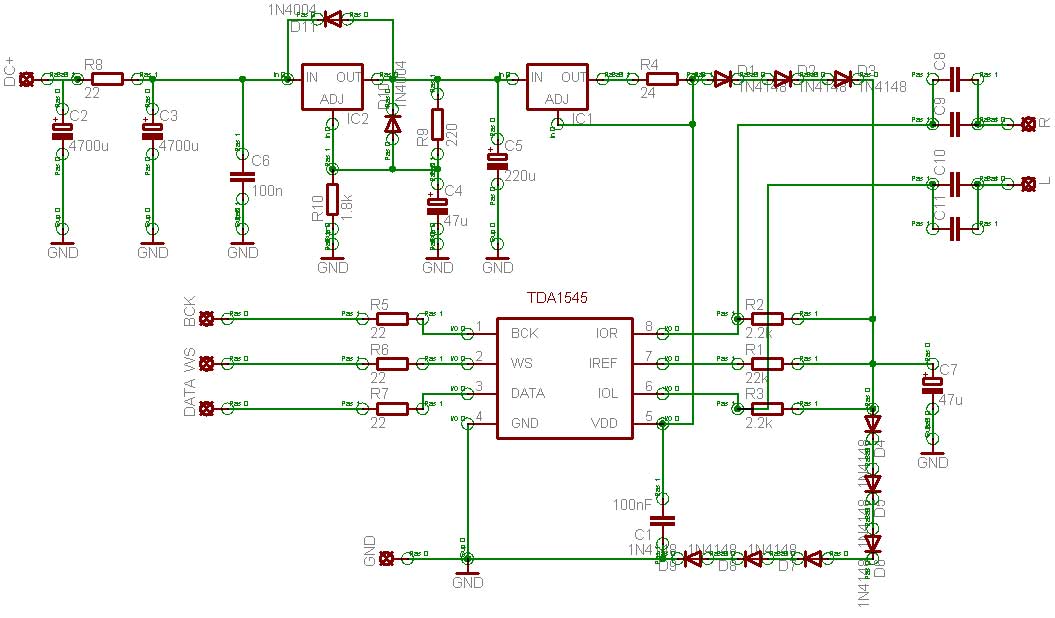 1N4004
D11
DC+
R8
22
IN
OUT
ADJ
IC2
D10
1N4004
R9
220
IN
OUT
ADJ
IC1
R4
24
D1
D2
D3
1N4148
1N4148
1N4148
C8
C9
R
C10
C11
L
C2
4700u
C3
4700u
C6
100n
R10
1.8k
C4
47u
C5
220u
GND
GND
GND
GND
GND
GND
TDA1545
BCK
R5
22
1
BCK
IOR
8
R2
2.2k
WS
R6
22
2
WS
IREF
7
R1
22k
DATA
R7
22
3
DATA
IOL
6
R3
2.2k
4
GND
VDD
5
C7
47u
GND
D4
1N4148
D5
1N4148
D6
1N4148
100nF
C1
1N4148
1N4148
1N4148
D9
D8
D7
GND
GND